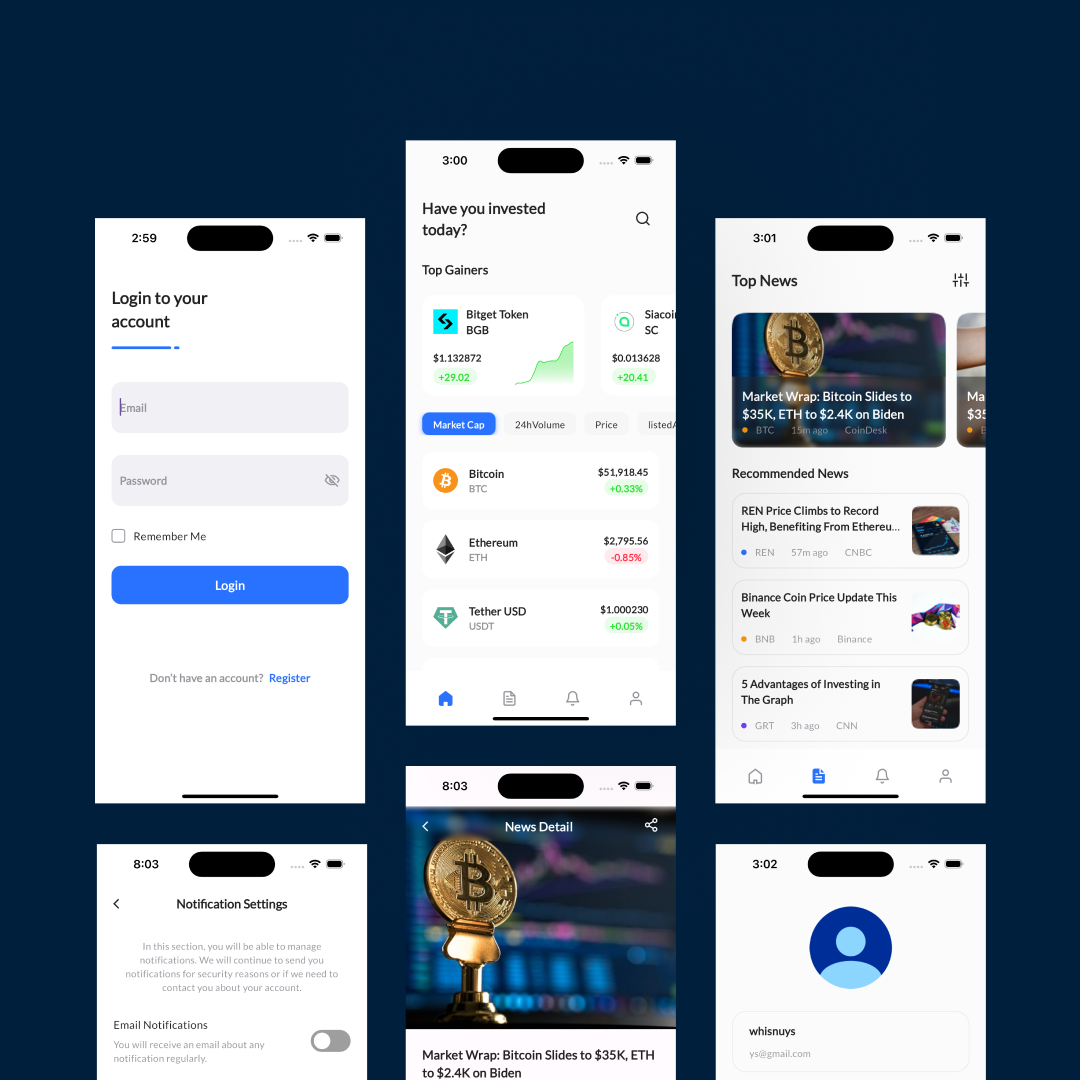 2:59
Login to your
account
Email
Password
Remember Me
Login
Don't have an account? Register
3:00
Have you invested
today?
Top Gainers
Bitget Token
BGB
$1.132872
+29.02
Siacoi
SC
$0.013628
+20.41
Market Cap
24hVolume
Price
listedA
Bitcoin
BTC
$51,918.45
+0.33%
Ethereum
ETH
$2,795.56
-0.85%
Tether USD
USDT
$1.000230
+0.05%
3:01
Top News
Market Wrap: Bitcoin Slides to
$35K, ETH to $2.4K on Biden
BTC 15m ago CoinDesk
Ma
$35
Recommended News
REN Price Climbs to Record
High, Benefiting From Ethereu...
REN 57m ago CNBC
Binance Coin Price Update This
Week
BNB 1h ago Binance
5 Advantages of Investing in
The Graph
GRT 3h ago CNN
8:03
Notification Settings
In this section, you will be able to manage
notifications. We will continue to send you
notifications for security reasons or if we need to
contact you about your account.
Email Notifications
You will receive an email about any
notification regularly.
8:03
News Detail
Market Wrap: Bitcoin Slides to $35K, ETH
to $2.4K on Biden
3:02
whisnuys
ys@gmail.com